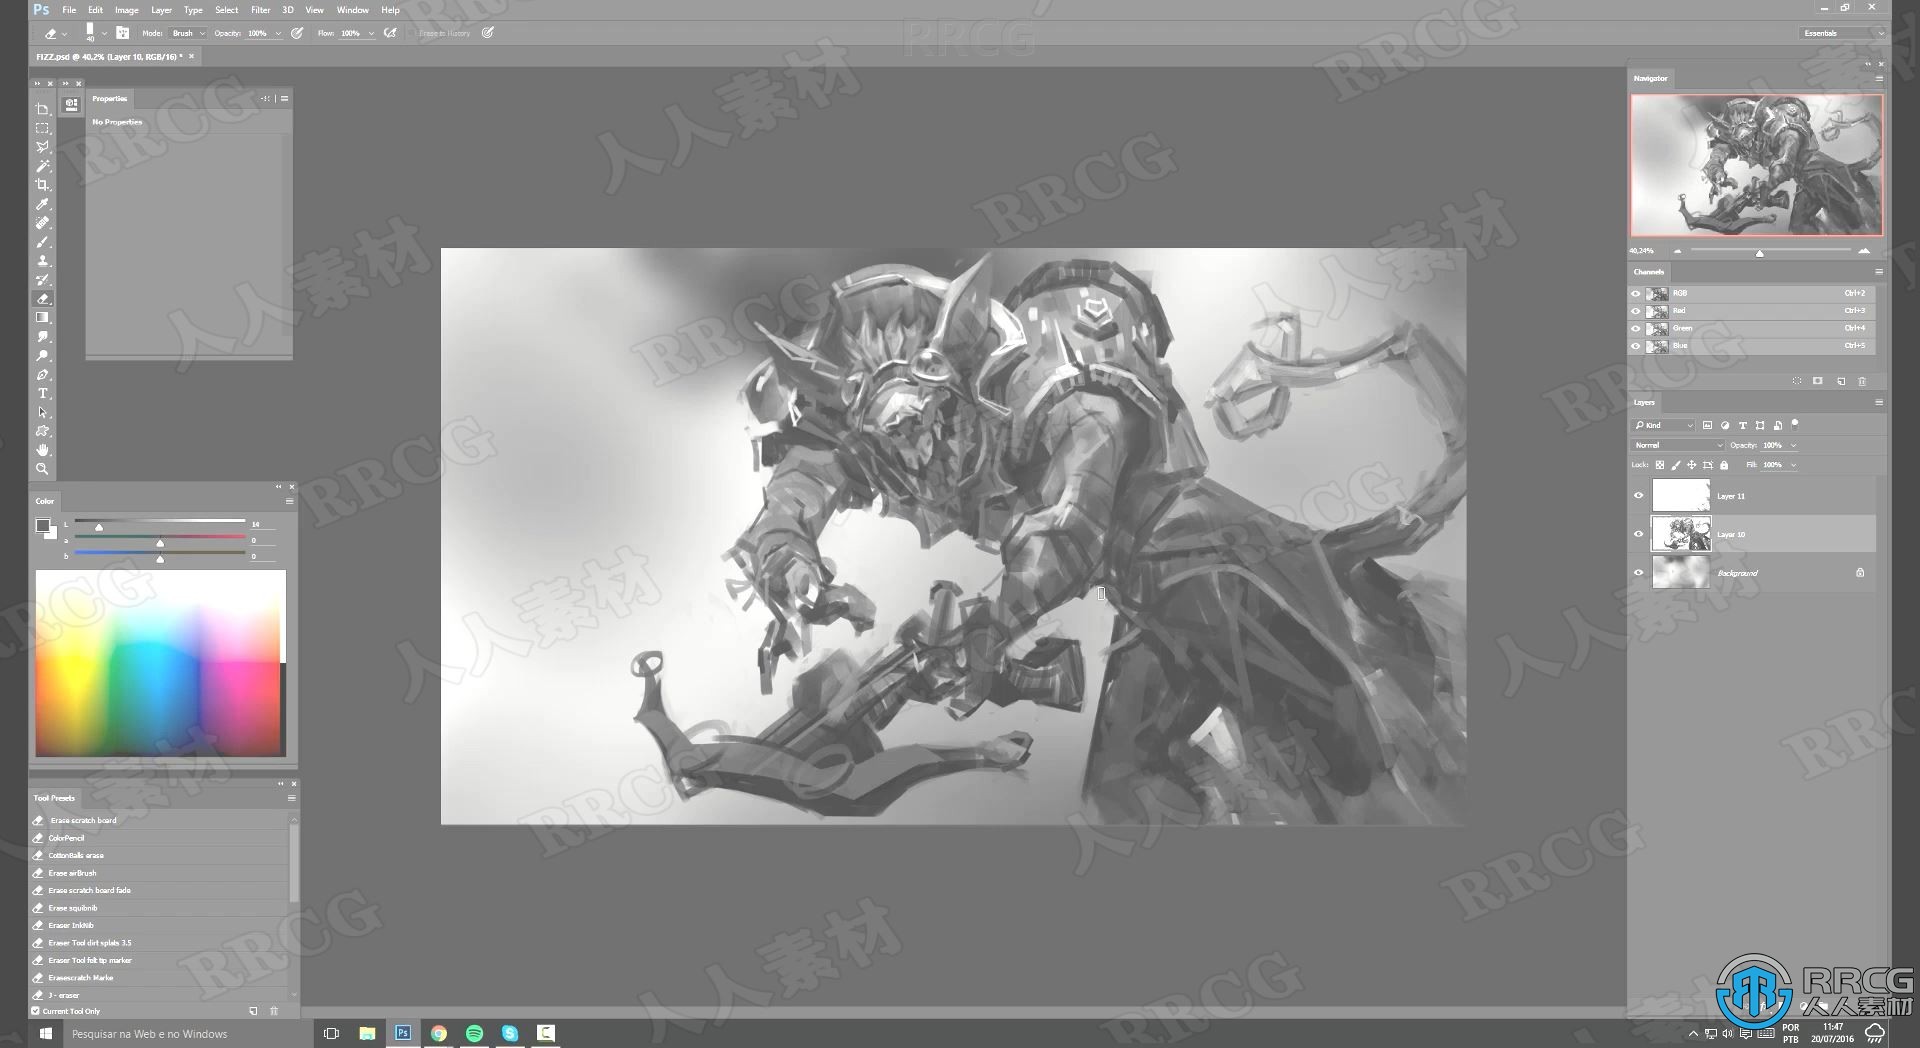 Ps File Edit Image Layer Type Select Filter 3D View Window Help
40 Mode: Brush Opacity: 100% Flow: 100% Erase to History Essentials
FIZZ.psd @ 40,2% (Layer 10, RGB/16) *
Properties
No Properties
Navigator
40,24%
Channels
RGB Ctrl+2
Red Ctrl+3
Green Ctrl+4
Blue Ctrl+5
Layers
Kind
Normal Opacity: 100%
Lock: Fill: 100%
Layer 11
Layer 10
Background
Color
L 14
a 0
b 0
Tool Presets
Erase scratch board
ColorPencil
CottonBalls erase
Erase airBrush
Erase scratch board fade
Erase squibnib
Eraser InkNib
Eraser Tool dirt splats 3.5
Eraser Tool felt tip marker
Erasescratch Marke
J - eraser
Current Tool Only
Pesquisar na Web e no Windows
POR
PTB
11:47
20/07/2016
RRCG
人人素材